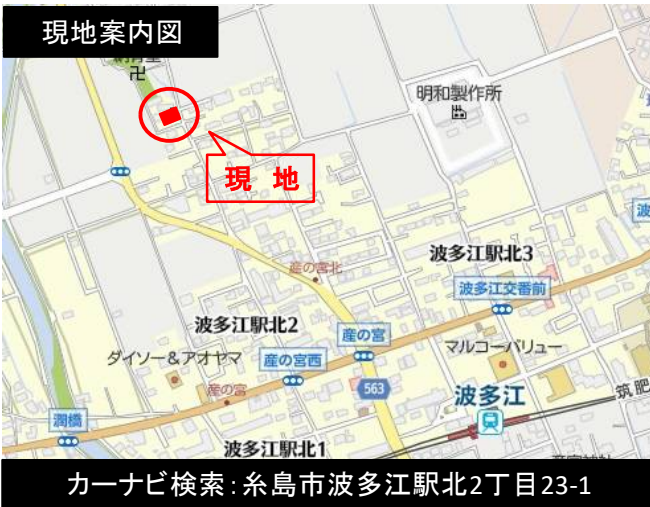 現地案内図
明和製作所
現 地
波
産の宮北
波多江駅北3
波多江交番前
波多江駅北2
産の宮
マルコーバリュー
ダイソー&アオヤマ
産の宮西
563
産の宮
波多江
筑肥
潤橋
波多江駅北1
カーナビ検索:糸島市波多江駅北2丁目23-1